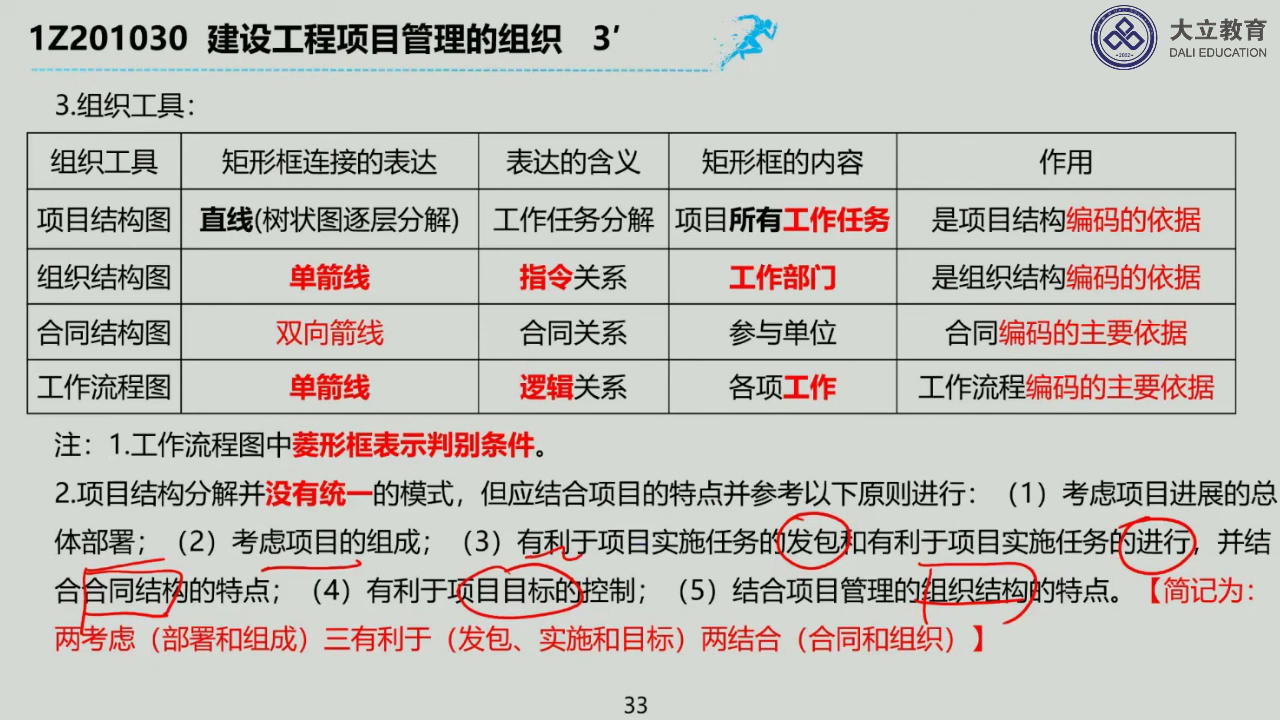 1Z201030 建设工程项目管理的组织 3′
大立教育
DALI EDUCATION
·2002·
3.组织工具：
组织工具 矩形框连接的表达 表达的含义 矩形框的内容 作用
项目结构图 直线(树状图逐层分解) 工作任务分解 项目所有工作任务 是项目结构编码的依据
组织结构图 单箭线 指令关系 工作部门 是组织结构编码的依据
合同结构图 双向箭线 合同关系 参与单位 合同编码的主要依据
工作流程图 单箭线 逻辑关系 各项工作 工作流程编码的主要依据
注：1.工作流程图中菱形框表示判别条件。
2.项目结构分解并没有统一的模式，但应结合项目的特点并参考以下原则进行：（1）考虑项目进展的总
体部署；（2）考虑项目的组成；（3）有利于项目实施任务的发包和有利于项目实施任务的进行，并结
合合同结构的特点；（4）有利于项目目标的控制；（5）结合项目管理的组织结构的特点。【简记为：
两考虑（部署和组成）三有利于（发包、实施和目标）两结合（合同和组织）】
33